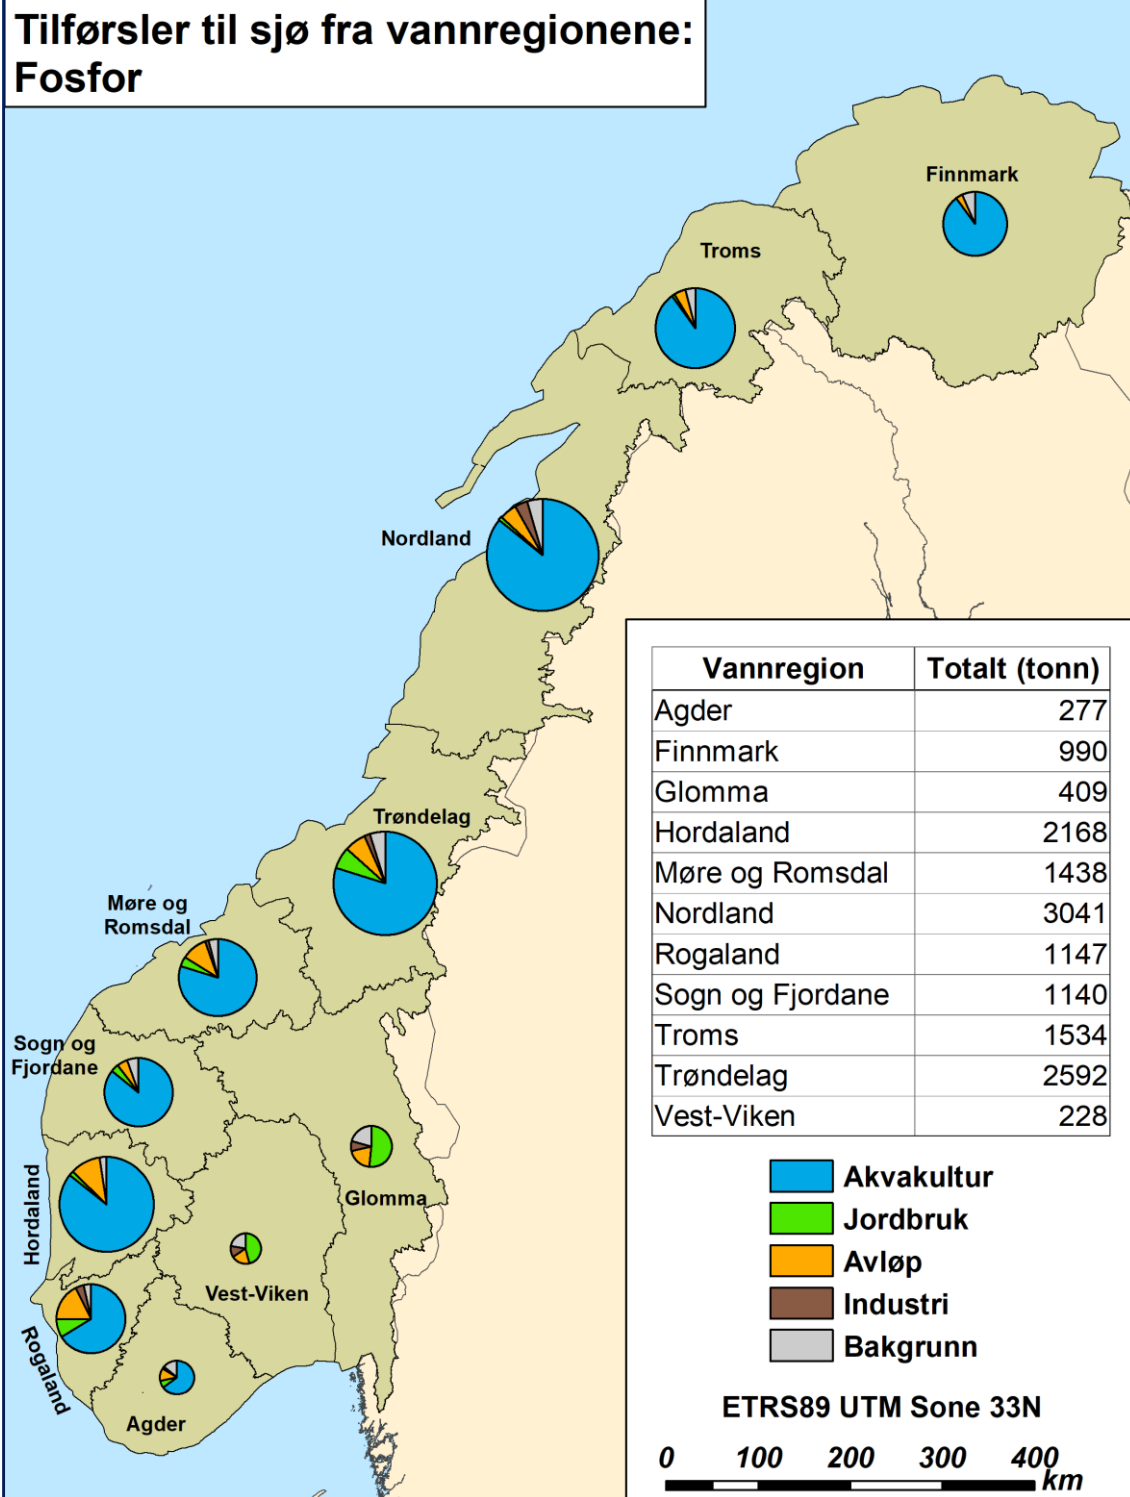 Tilførsler til sjø fra vannregionene:
Fosfor
Finnmark
Troms
Nordland
Trøndelag
Møre og
Romsdal
Sogn og
Fjordane
Hordaland
Glomma
Vest-Viken
Rogaland
Agder
Vannregion Totalt (tonn)
Agder 277
Finnmark 990
Glomma 409
Hordaland 2168
Møre og Romsdal 1438
Nordland 3041
Rogaland 1147
Sogn og Fjordane 1140
Troms 1534
Trøndelag 2592
Vest-Viken 228
Akvakultur
Jordbruk
Avløp
Industri
Bakgrunn
ETRS89 UTM Sone 33N
0 100 200 300 400
km